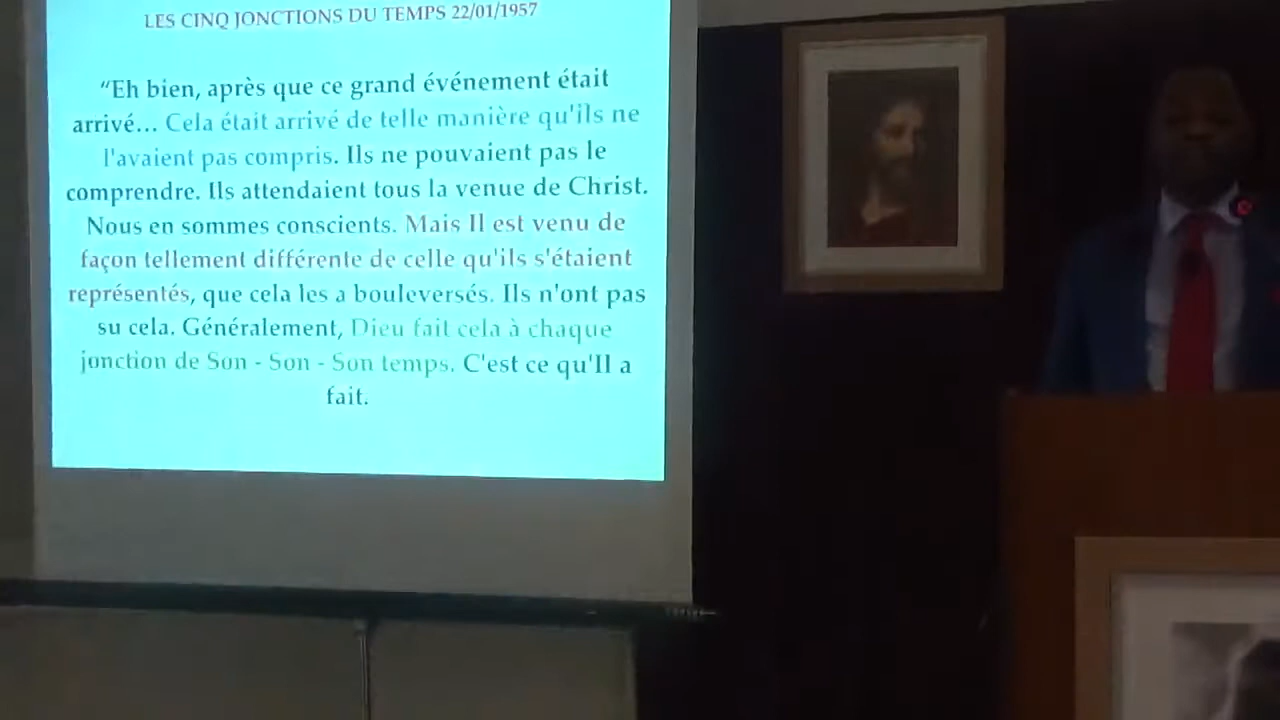 LES CINQ JONCTIONS DU TEMPS 22/01/1957
“Eh bien, après que ce grand événement était
arrivé... Cela était arrivé de telle manière qu'ils ne
l'avaient pas compris. Ils ne pouvaient pas le
comprendre. Ils attendaient tous la venue de Christ.
Nous en sommes conscients. Mais Il est venu de
façon tellement différente de celle qu'ils s'étaient
représentés, que cela les a bouleversés. Ils n'ont pas
su cela. Généralement, Dieu fait cela à chaque
jonction de Son - Son - Son temps. C'est ce qu'Il a
fait.